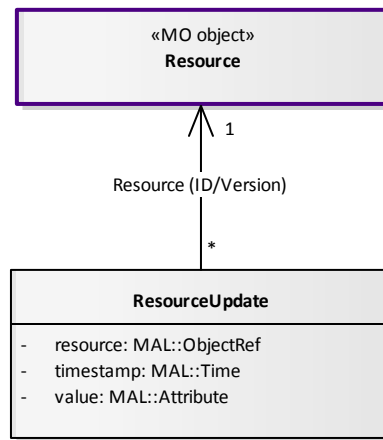 «MO object»
Resource
1
Resource (ID/Version)
*
ResourceUpdate
- resource: MAL::ObjectRef
- timestamp: MAL::Time
- value: MAL::Attribute